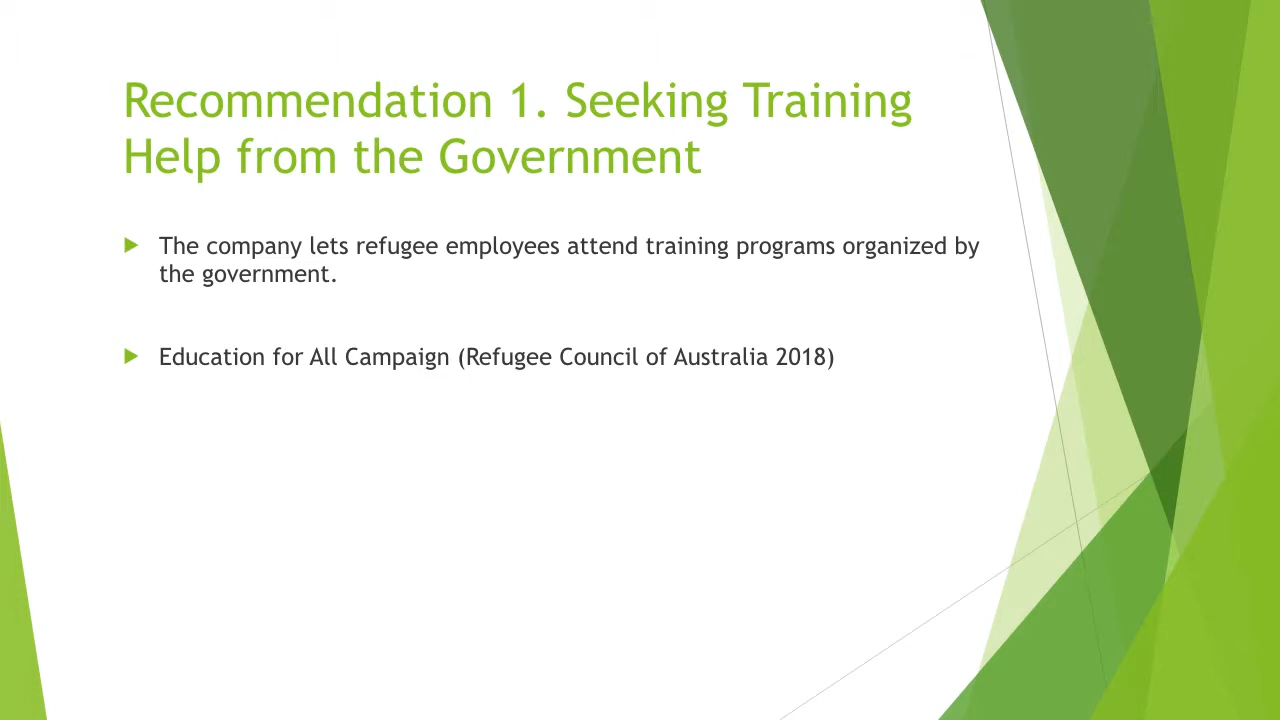 Recommendation 1. Seeking Training
Help from the Government
The company lets refugee employees attend training programs organized by
the government.
Education for All Campaign (Refugee Council of Australia 2018)